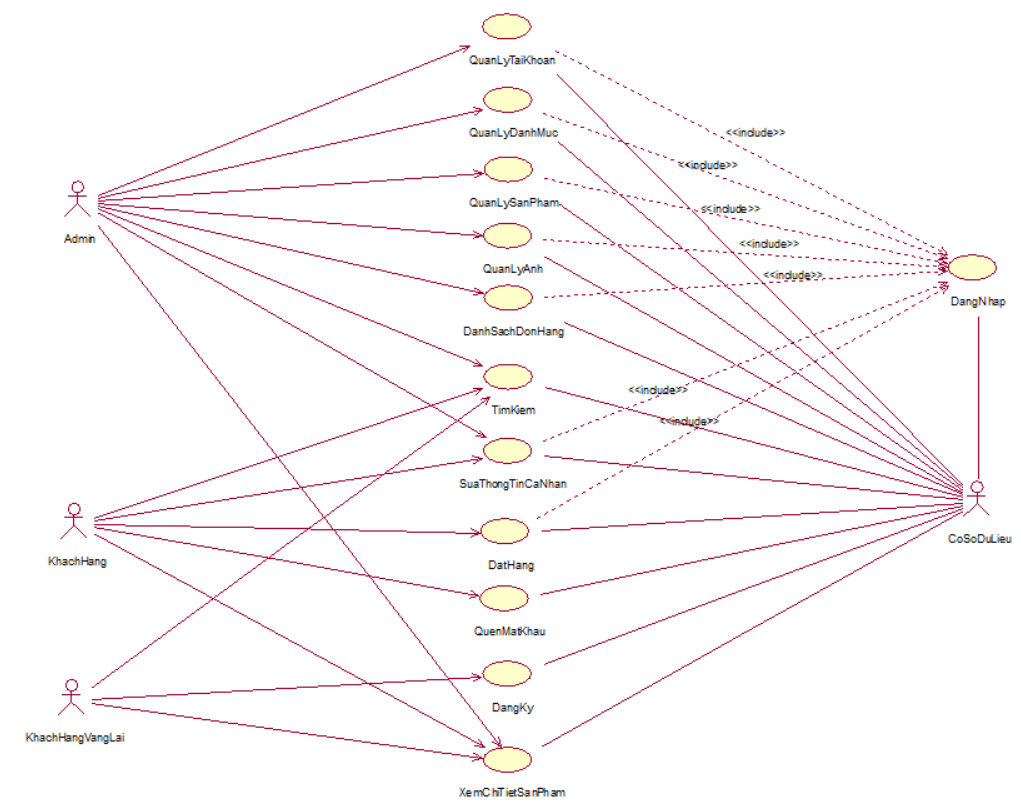 QuanLyTaiKhoan
<<include>>
QuanLyDanhMuc
<<include>>
QuanLySanPham
<<include>>
Admin
<<include>>
QuanLyAnh
<<include>>
DangNhap
DanhSachDonHang
<<include>>
TimKiem
<<include>>
SuaThongTinCaNhan
CoSoDuLieu
KhachHang
DatHang
QuenMatKhau
DangKy
KhachHangVangLai
XemChiTietSanPham